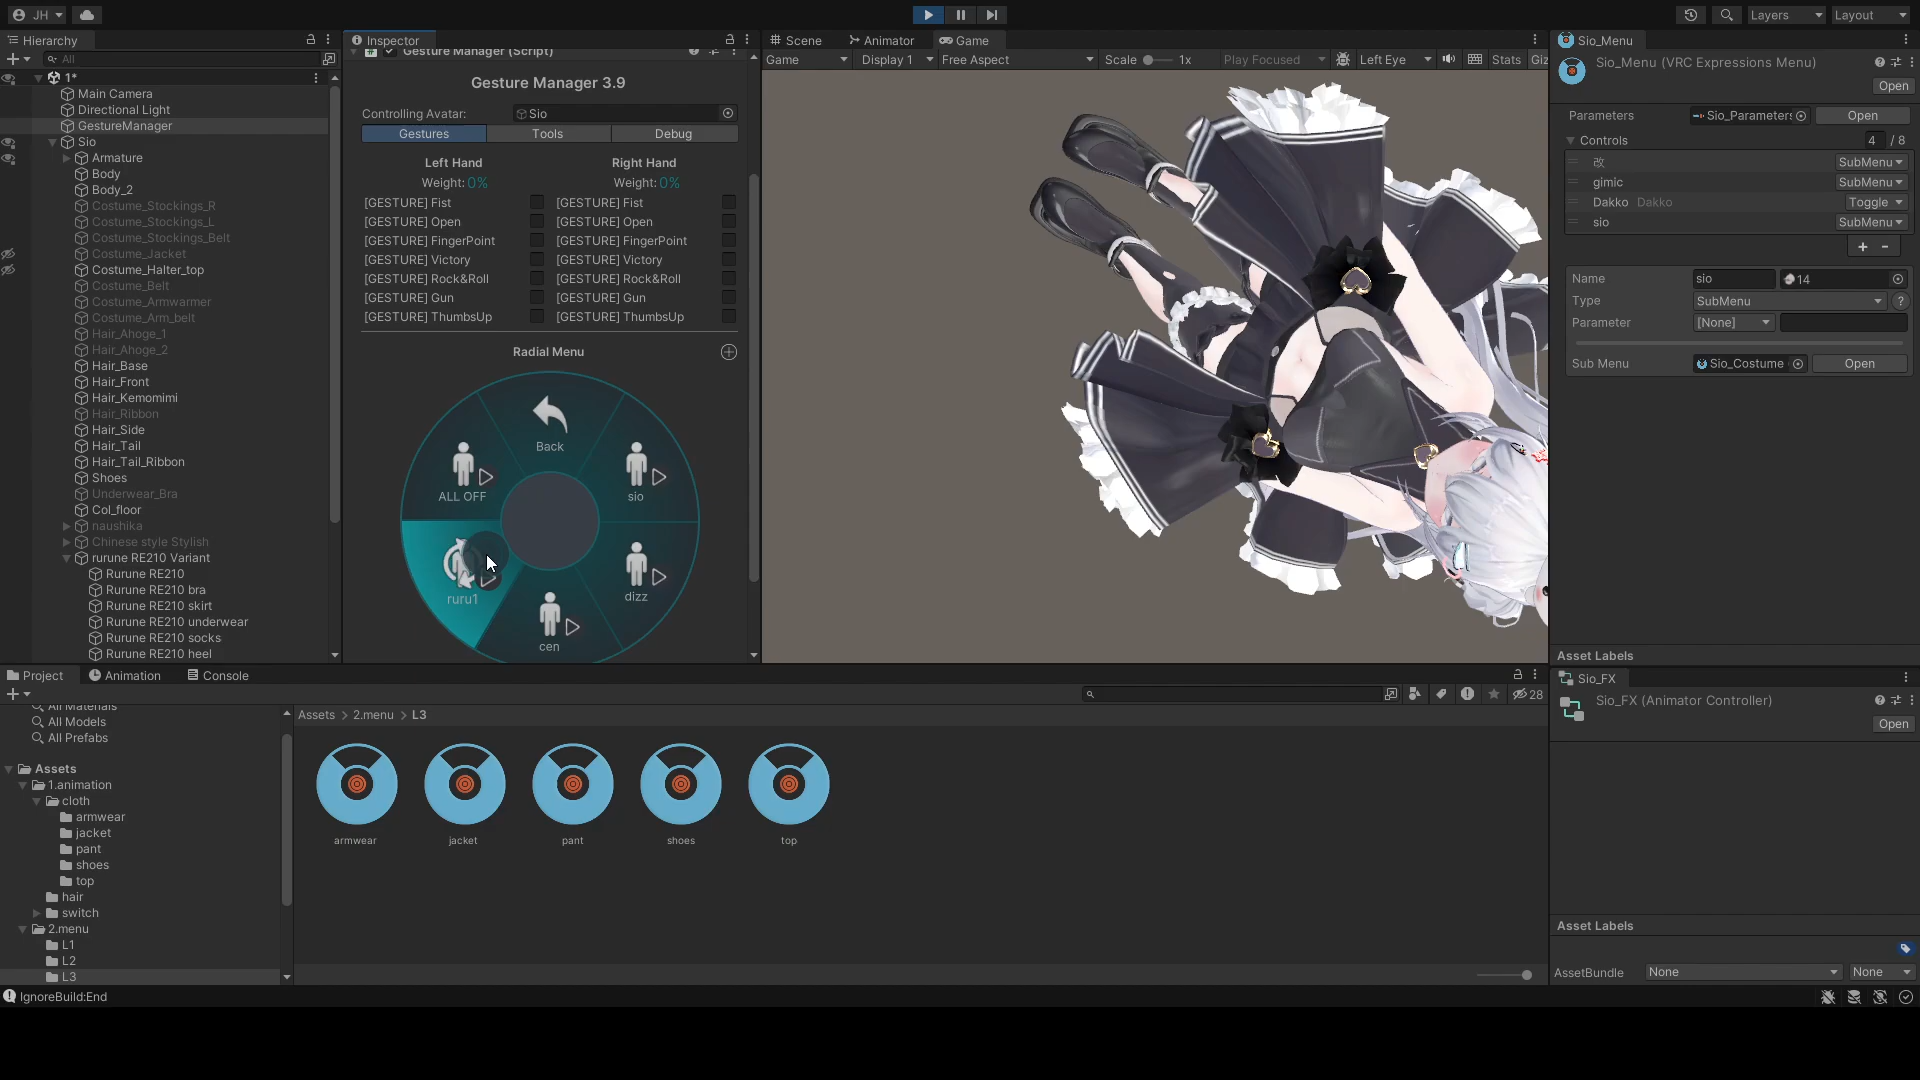 JH
Layers
Layout
Hierarchy
All
1*
Main Camera
Directional Light
GestureManager
Sio
Armature
Body
Body_2
Costume_Stockings_R
Costume_Stockings_L
Costume_Stockings_Belt
Costume_Jacket
Costume_Halter_top
Costume_Belt
Costume_Armwarmer
Costume_Arm_belt
Hair_Ahoge_1
Hair_Ahoge_2
Hair_Base
Hair_Front
Hair_Kemomimi
Hair_Ribbon
Hair_Side
Hair_Tail
Hair_Tail_Ribbon
Shoes
Underwear_Bra
Col_floor
naushika
Chinese style Stylish
rurune RE210 Variant
Rurune RE210
Rurune RE210 bra
Rurune RE210 skirt
Rurune RE210 underwear
Rurune RE210 socks
Rurune RE210 heel
Inspector
Gesture Manager (Script)
Gesture Manager 3.9
Controlling Avatar: Sio
Gestures Tools Debug
Left Hand Right Hand
Weight: 0% Weight: 0%
[GESTURE] Fist [GESTURE] Fist
[GESTURE] Open [GESTURE] Open
[GESTURE] FingerPoint [GESTURE] FingerPoint
[GESTURE] Victory [GESTURE] Victory
[GESTURE] Rock&Roll [GESTURE] Rock&Roll
[GESTURE] Gun [GESTURE] Gun
[GESTURE] ThumbsUp [GESTURE] ThumbsUp
Radial Menu
Back
ALL OFF
sio
ruru1
dizz
cen
Scene Animator Game
Game Display 1 Free Aspect Scale 1x Play Focused Left Eye Stats Giz
Sio_Menu
Sio_Menu (VRC Expressions Menu)
Open
Parameters Sio_Parameters Open
Controls 4 / 8
改 SubMenu
gimic SubMenu
Dakko Dakko Toggle
sio SubMenu
+ -
Name sio 14
Type SubMenu ?
Parameter [None]
Sub Menu Sio_Costume Open
Asset Labels
Sio_FX
Sio_FX (Animator Controller)
Open
Asset Labels
AssetBundle None None
Project Animation Console
28
All Materials
All Models
All Prefabs
Assets
1.animation
cloth
armwear
jacket
pant
shoes
top
hair
switch
2.menu
L1
L2
L3
Assets > 2.menu > L3
armwear jacket pant shoes top
IgnoreBuild:End